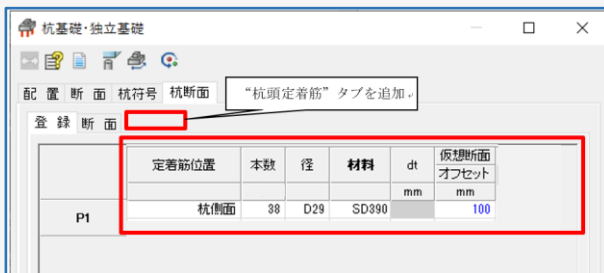 杭基礎・独立基礎
配 置 断 面 杭符号 杭断面
"杭頭定着筋" タブを追加
登 録 断 面
定着筋位置 本数 径 材料 dt 仮想断面
オフセット
mm mm
P1 杭側面 38 D29 SD390 100